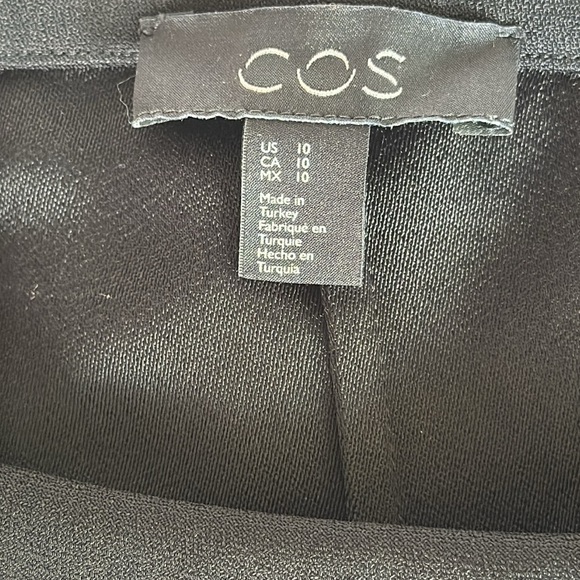 COS
US 10
CA 10
MX 10
Made in
Turkey
Fabriqué en
Turquie
Hecho en
Turquía